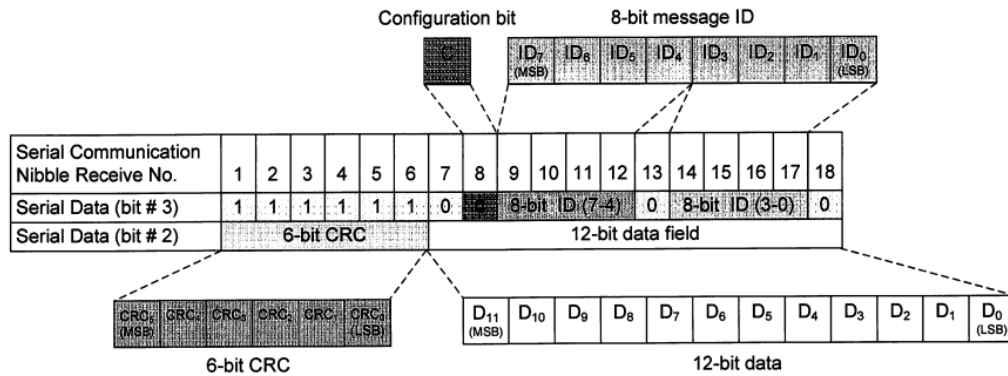 Configuration bit 8-bit message ID
C ID₇ (MSB) ID₆ ID₅ ID₄ ID₃ ID₂ ID₁ ID₀ (LSB)
Serial Communication Nibble Receive No. 1 2 3 4 5 6 7 8 9 10 11 12 13 14 15 16 17 18
Serial Data (bit # 3) 1 1 1 1 1 1 0 0 8-bit ID (7-4) 0 8-bit ID (3-0) 0
Serial Data (bit # 2) 6-bit CRC 12-bit data field
CRC₅ (MSB) CRC₄ CRC₃ CRC₂ CRC₁ CRC₀ (LSB) D₁₁ (MSB) D₁₀ D₉ D₈ D₇ D₆ D₅ D₄ D₃ D₂ D₁ D₀ (LSB)
6-bit CRC 12-bit data